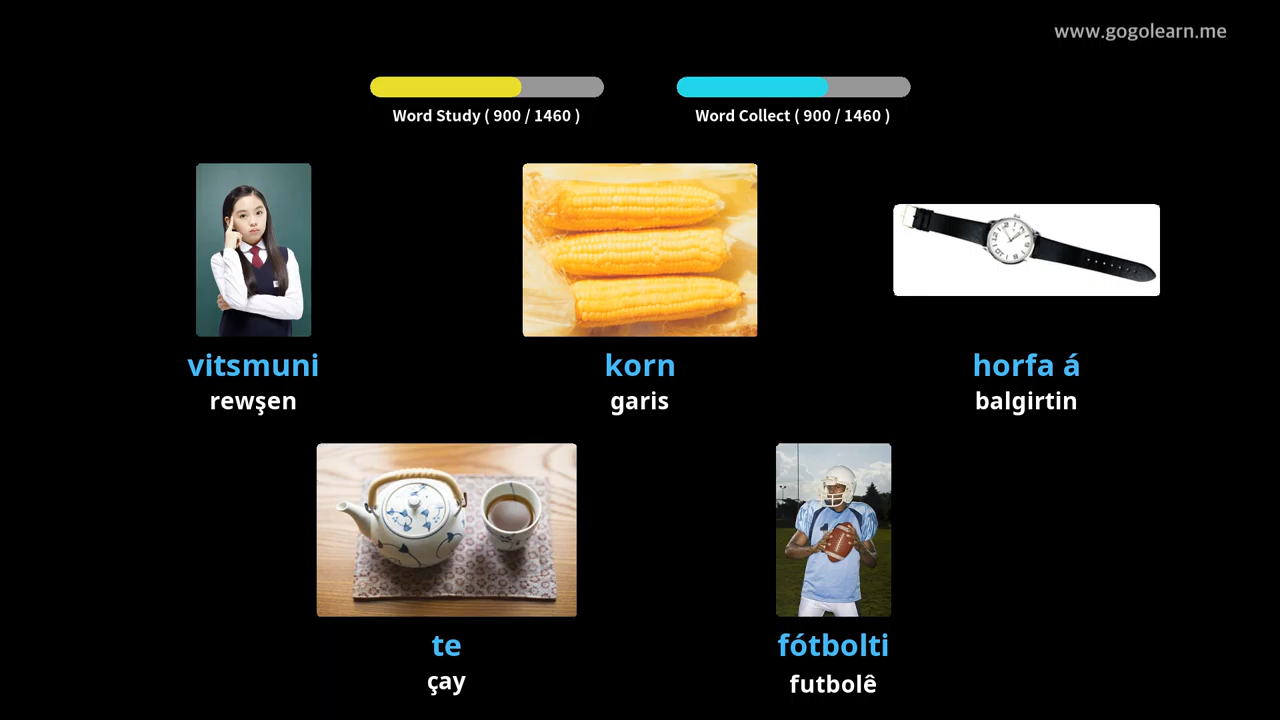 www.gogolearn.me
Word Study ( 900 / 1460 )
Word Collect ( 900 / 1460 )
vitsmuni
rewşen
korn
garis
horfa á
balgirtin
te
çay
fótbolti
futbolê